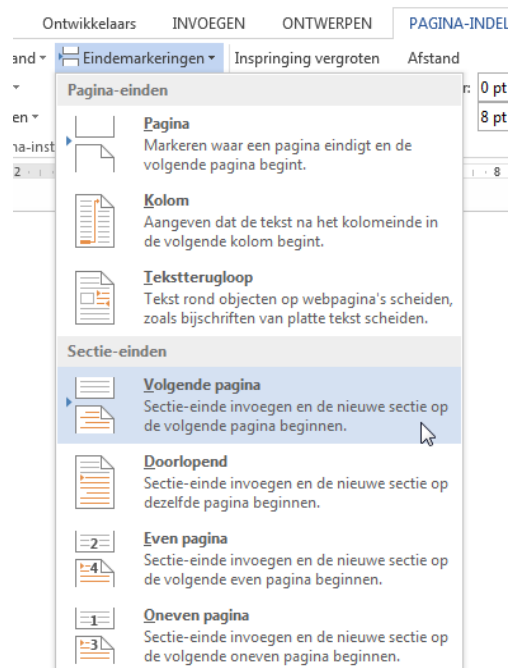 Ontwikkelaars INVOEGEN ONTWERPEN PAGINA-INDEL
and Eindemarkeringen Inspringing vergroten Afstand
Pagina-einden r: 0 pt
en 8 pt
na-inst
Pagina
Markeren waar een pagina eindigt en de
volgende pagina begint.
2 8
Kolom
Aangeven dat de tekst na het kolomeinde in
de volgende kolom begint.
Tekstterugloop
Tekst rond objecten op webpagina's scheiden,
zoals bijschriften van platte tekst scheiden.
Sectie-einden
Volgende pagina
Sectie-einde invoegen en de nieuwe sectie op
de volgende pagina beginnen.
Doorlopend
Sectie-einde invoegen en de nieuwe sectie op
dezelfde pagina beginnen.
2
4
Even pagina
Sectie-einde invoegen en de nieuwe sectie op
de volgende even pagina beginnen.
1
3
Oneven pagina
Sectie-einde invoegen en de nieuwe sectie op
de volgende oneven pagina beginnen.